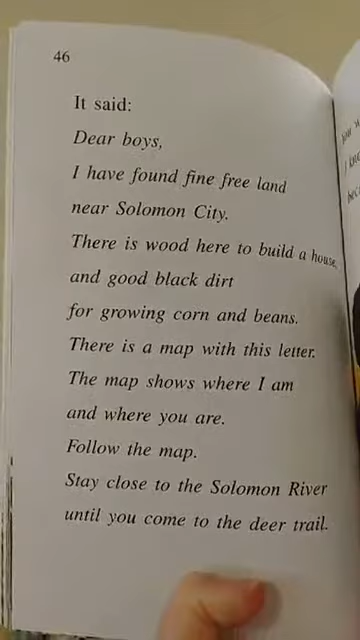 46
It said:
Dear boys,
I have found fine free land
near Solomon City.
There is wood here to build a house,
and good black dirt
for growing corn and beans.
There is a map with this letter.
The map shows where I am
and where you are.
Follow the map.
Stay close to the Solomon River
until you come to the deer trail.